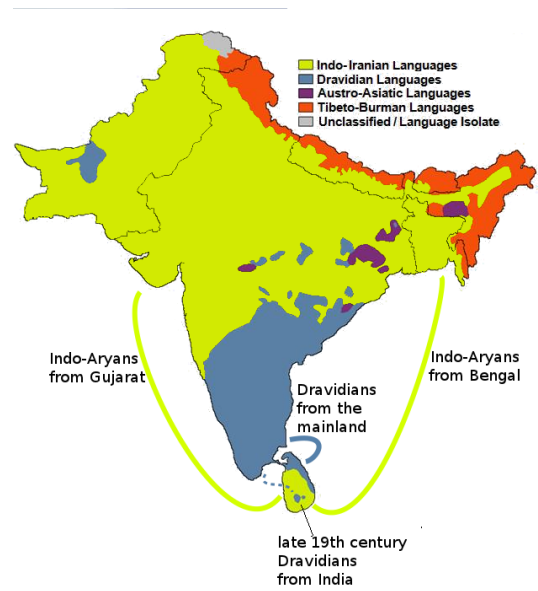 Indo-Iranian Languages
Dravidian Languages
Austro-Asiatic Languages
Tibeto-Burman Languages
Unclassified / Language Isolate
Indo-Aryans
from Gujarat
Indo-Aryans
from Bengal
Dravidians
from the
mainland
late 19th century
Dravidians
from India